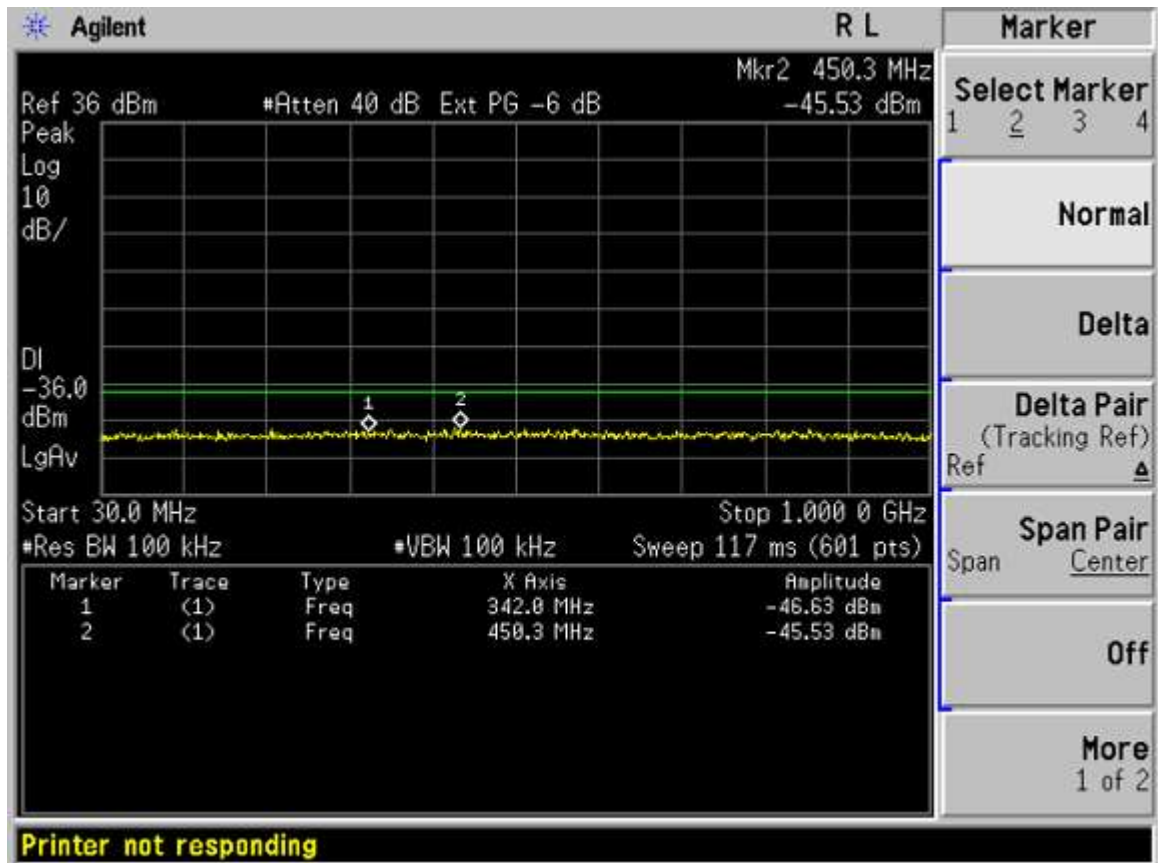 Agilent
R L
Marker
Mkr2 450.3 MHz
Ref 36 dBm #Atten 40 dB Ext PG -6 dB -45.53 dBm
Peak
Log
10
dB/
DI
-36.0
dBm
LgAv
1
2
Start 30.0 MHz Stop 1.000 0 GHz
#Res BW 100 kHz #VBW 100 kHz Sweep 117 ms (601 pts)
Marker Trace Type X Axis Amplitude
1 (1) Freq 342.0 MHz -46.63 dBm
2 (1) Freq 450.3 MHz -45.53 dBm
Select Marker
1 2 3 4
Normal
Delta
Delta Pair
(Tracking Ref)
Ref Δ
Span Pair
Span Center
Off
More
1 of 2
Printer not responding